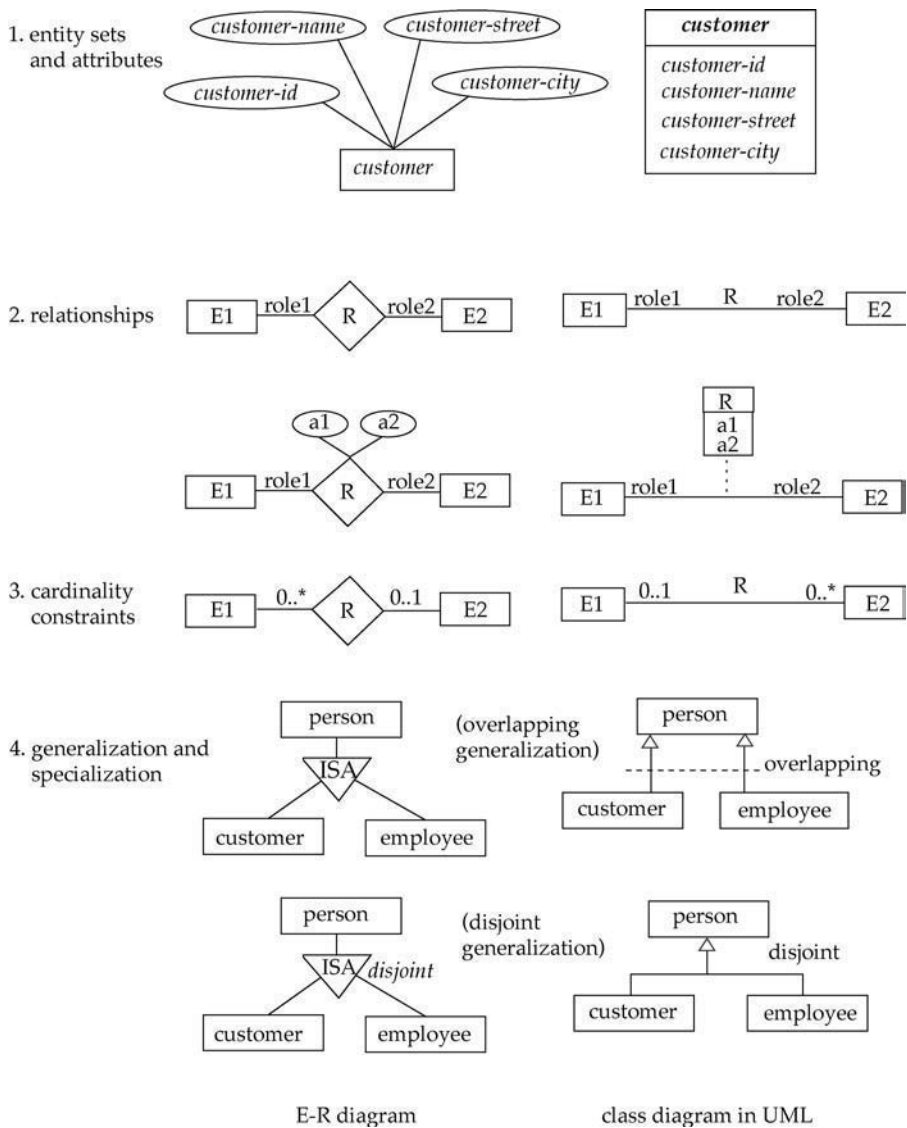 1. entity sets
and attributes
customer-name
customer-street
customer-id
customer-city
customer
customer
customer-id
customer-name
customer-street
customer-city
2. relationships
E1 role1 R role2 E2
E1 role1 R role2 E2
a1 a2
E1 role1 R role2 E2
R
a1
a2
E1 role1 role2 E2
3. cardinality
constraints
E1 0..* R 0..1 E2
E1 0..1 R 0..* E2
4. generalization and
specialization
person
ISA
customer employee
(overlapping
generalization)
person
overlapping
customer employee
person
ISA disjoint
customer employee
(disjoint
generalization)
person
disjoint
customer employee
E-R diagram
class diagram in UML